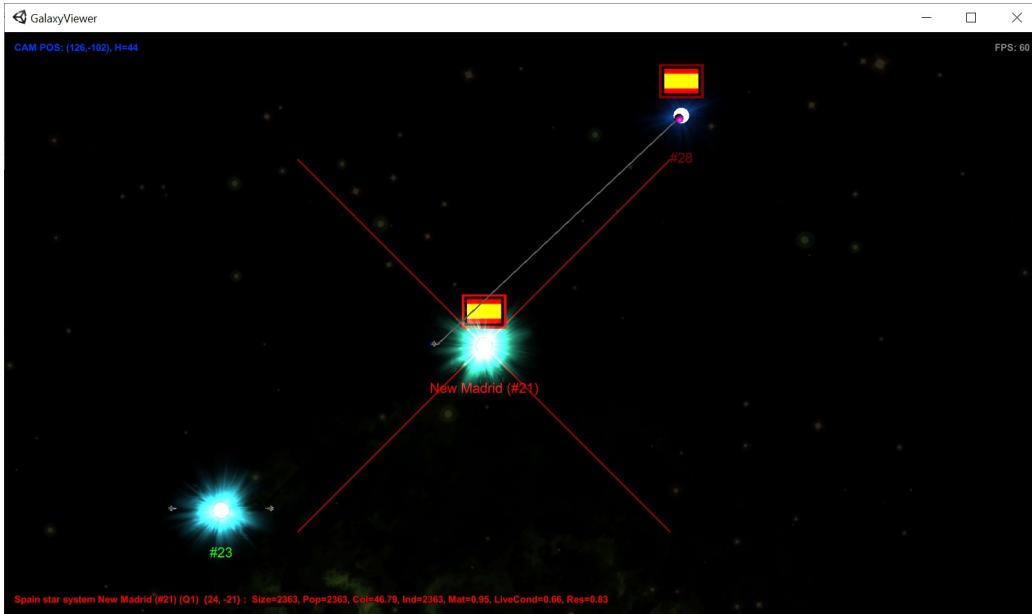 GalaxyViewer
CAM POS: (126,-102), H=44
FPS: 60
#28
New Madrid (#21)
#23
Spain star system New Madrid (#21) (Q1) {24, -21} : Size=2363, Pop=2363, Col=46.79, Ind=2363, Mat=0.95, LiveCond=0.66, Res=0.83